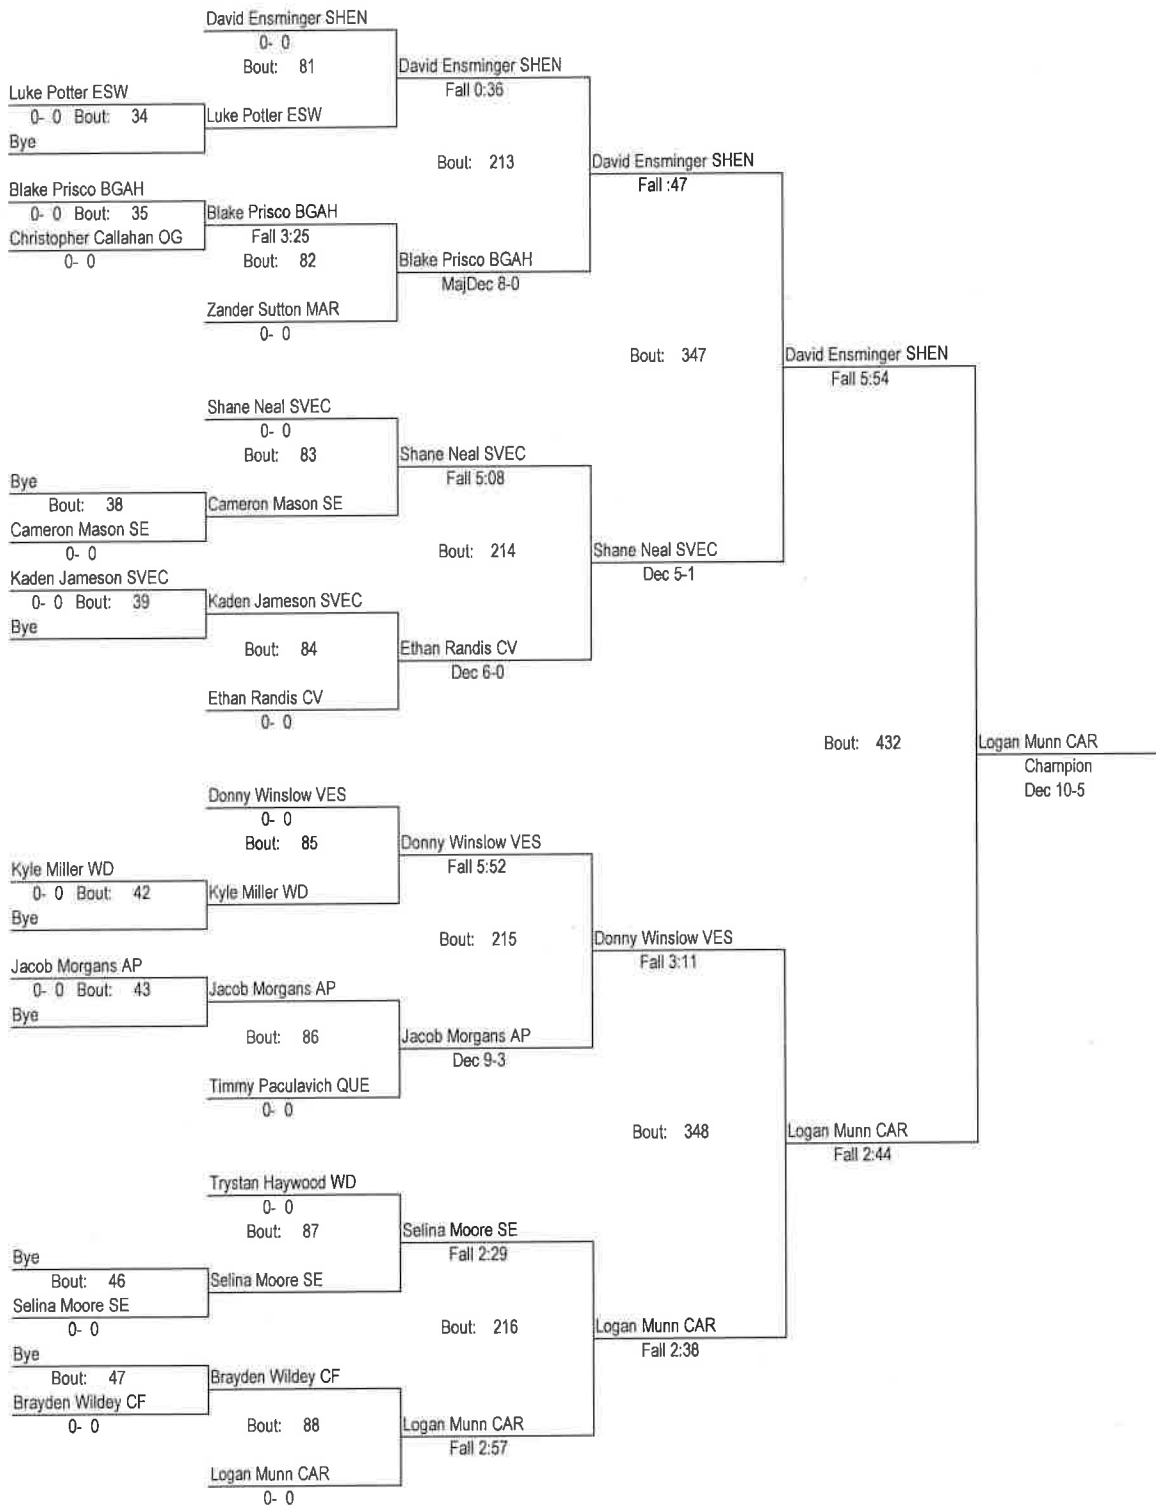 David Ensminger SHEN
0- 0
Bout: 81
David Ensminger SHEN
Fall 0:36
Luke Potter ESW
0- 0 Bout: 34
Luke Potter ESW
Bye
Bout: 213
David Ensminger SHEN
Fall :47
Blake Prisco BGAH
0- 0 Bout: 35
Blake Prisco BGAH
Fall 3:25
Christopher Callahan OG
0- 0
Bout: 82
Blake Prisco BGAH
MajDec 8-0
Zander Sutton MAR
0- 0
Bout: 347
David Ensminger SHEN
Fall 5:54
Shane Neal SVEC
0- 0
Bout: 83
Shane Neal SVEC
Fall 5:08
Bye
Bout: 38
Cameron Mason SE
Cameron Mason SE
0- 0
Bout: 214
Shane Neal SVEC
Dec 5-1
Kaden Jameson SVEC
0- 0 Bout: 39
Kaden Jameson SVEC
Bye
Bout: 84
Ethan Randis CV
Dec 6-0
Ethan Randis CV
0- 0
Bout: 432
Logan Munn CAR
Champion
Dec 10-5
Donny Winslow VES
0- 0
Bout: 85
Donny Winslow VES
Fall 5:52
Kyle Miller WD
0- 0 Bout: 42
Kyle Miller WD
Bye
Bout: 215
Donny Winslow VES
Fall 3:11
Jacob Morgans AP
0- 0 Bout: 43
Jacob Morgans AP
Bye
Bout: 86
Jacob Morgans AP
Dec 9-3
Timmy Paculavich QUE
0- 0
Bout: 348
Logan Munn CAR
Fall 2:44
Trystan Haywood WD
0- 0
Bout: 87
Selina Moore SE
Fall 2:29
Bye
Bout: 46
Selina Moore SE
Selina Moore SE
0- 0
Bout: 216
Logan Munn CAR
Fall 2:38
Bye
Bout: 47
Brayden Wildey CF
Brayden Wildey CF
0- 0
Bout: 88
Logan Munn CAR
Fall 2:57
Logan Munn CAR
0- 0